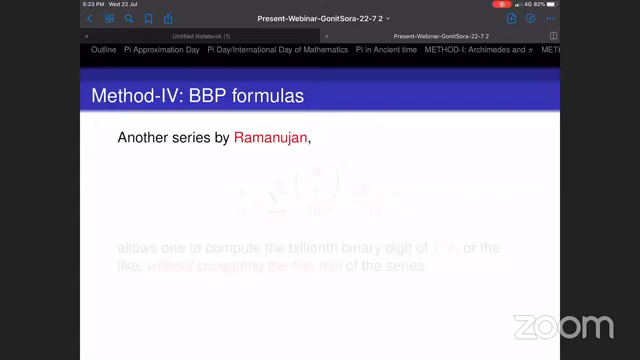 5:23 PM Wed 22 Jul
Present-Webinar-GonitSora-22-7 2
4G 82%
Untitled Notebook (1)
Present-Webinar-GonitSora-22-7 2
Outline Pi Approximation Day Pi Day/International Day of Mathematics Pi in Ancient time METHOD-I: Archimedes and π METH
Method-IV: BBP formulas
Another series by Ramanujan,
allows one to compute the billionth binary digit of 1/π, or the
like, without computing the first half of the series.
zoom